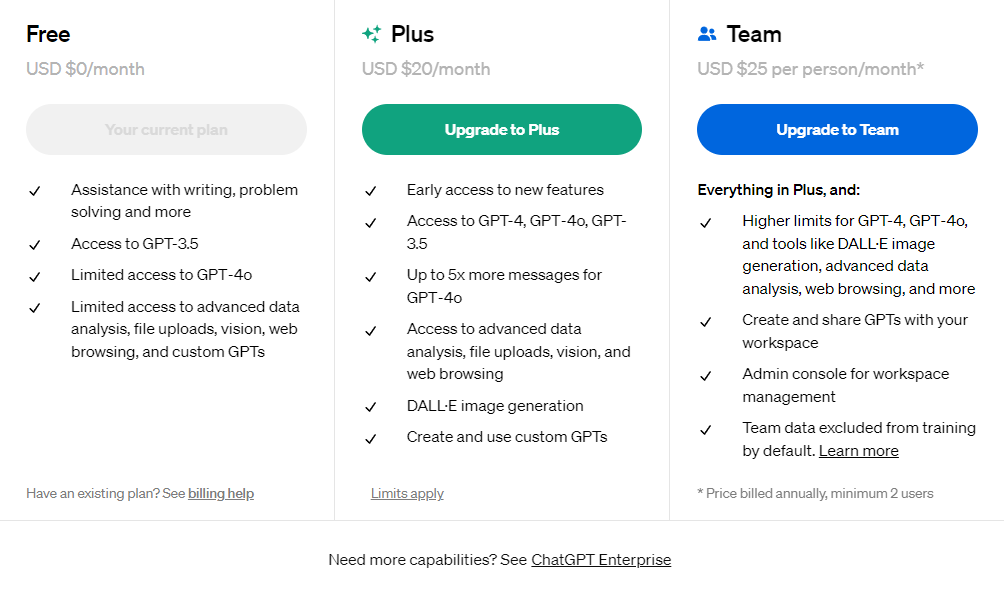 Free
USD $0/month
Your current plan
Assistance with writing, problem
solving and more
Access to GPT-3.5
Limited access to GPT-4o
Limited access to advanced data
analysis, file uploads, vision, web
browsing, and custom GPTs
Have an existing plan? See billing help
Plus
USD $20/month
Upgrade to Plus
Early access to new features
Access to GPT-4, GPT-4o, GPT-
3.5
Up to 5x more messages for
GPT-4o
Access to advanced data
analysis, file uploads, vision, and
web browsing
DALL·E image generation
Create and use custom GPTs
Limits apply
Team
USD $25 per person/month*
Upgrade to Team
Everything in Plus, and:
Higher limits for GPT-4, GPT-4o,
and tools like DALL·E image
generation, advanced data
analysis, web browsing, and more
Create and share GPTs with your
workspace
Admin console for workspace
management
Team data excluded from training
by default. Learn more
* Price billed annually, minimum 2 users
Need more capabilities? See ChatGPT Enterprise